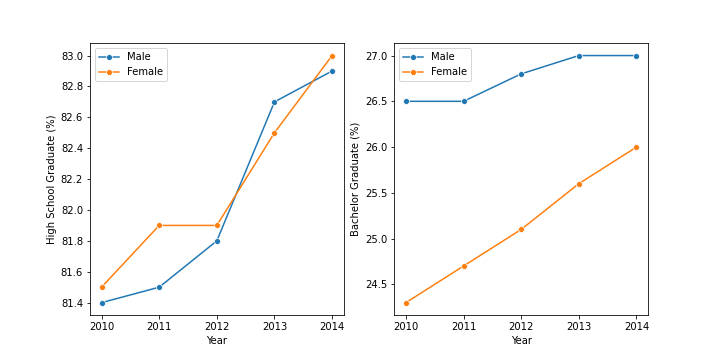 Male
Female
High School Graduate (%)
83.0
82.8
82.6
82.4
82.2
82.0
81.8
81.6
81.4
2010 2011 2012 2013 2014
Year
Male
Female
Bachelor Graduate (%)
27.0
26.5
26.0
25.5
25.0
24.5
2010 2011 2012 2013 2014
Year